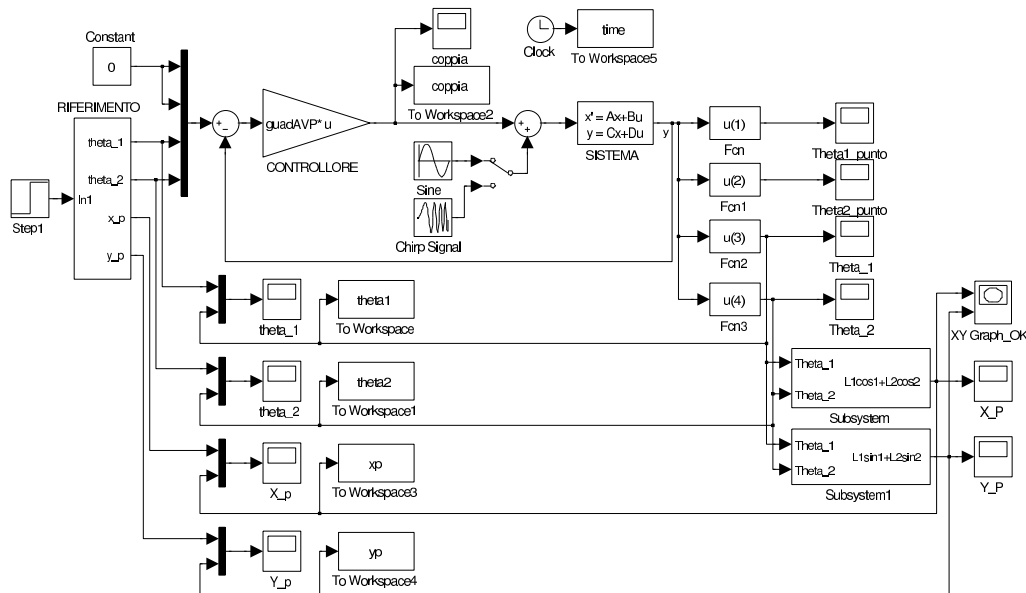 Constant
0
RIFERIMENTO
theta_1
theta_2
x_p
y_p
In1
Step1
+
−
guadAVP* u
CONTROLLORE
coppia
coppia
To Workspace2
Clock
time
To Workspace5
+
+
x' = Ax+Bu
y = Cx+Du
SISTEMA
y
Sine
Chirp Signal
u(1)
Fcn
Theta1_punto
u(2)
Fcn1
Theta2_punto
u(3)
Fcn2
Theta_1
u(4)
Fcn3
Theta_2
theta_1
theta1
To Workspace
theta_2
theta2
To Workspace1
X_p
xp
To Workspace3
Y_p
yp
To Workspace4
Theta_1
Theta_2
L1cos1+L2cos2
Subsystem
Theta_1
Theta_2
L1sin1+L2sin2
Subsystem1
XY Graph_OK
X_P
Y_P